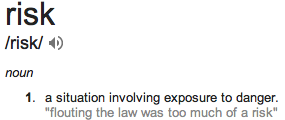 risk
/risk/
noun
1. a situation involving exposure to danger.
"flouting the law was too much of a risk"